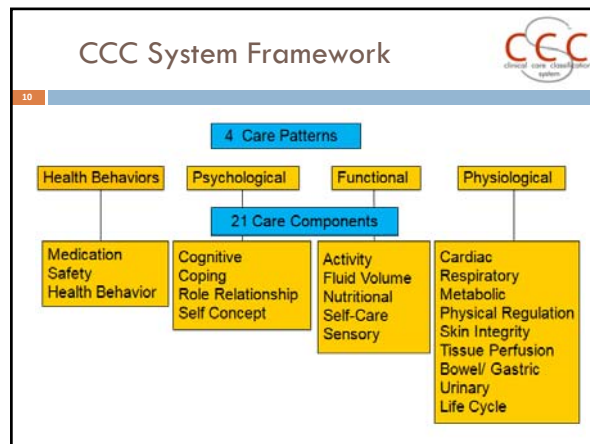 CCC System Framework
CCC
clinical care classification
system
10
4 Care Patterns
Health Behaviors
Psychological
Functional
Physiological
21 Care Components
Medication
Safety
Health Behavior
Cognitive
Coping
Role Relationship
Self Concept
Activity
Fluid Volume
Nutritional
Self-Care
Sensory
Cardiac
Respiratory
Metabolic
Physical Regulation
Skin Integrity
Tissue Perfusion
Bowel/ Gastric
Urinary
Life Cycle